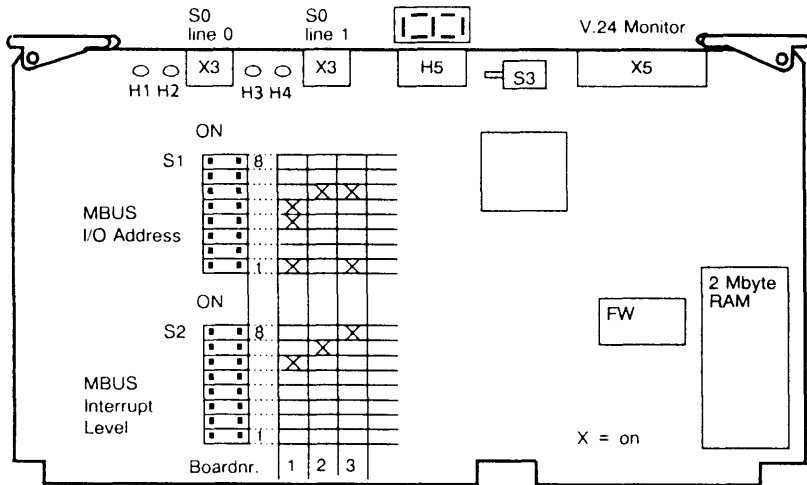 S0
line 0
S0
line 1
V.24 Monitor
X3
X3
H5
S3
X5
H1 H2
H3 H4
ON
S1
8
MBUS
I/O Address
1
ON
S2
8
MBUS
Interrupt
Level
1
Boardnr.
1 2 3
FW
2 Mbyte
RAM
X = on